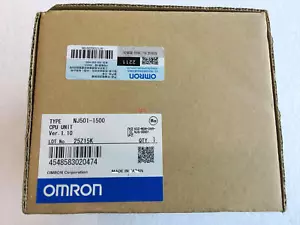 2211
OMRON
TYPE NJ501-1500
CPU UNIT
Ver.1.10
LOT No. 25Z15K
QTY. 1
4548583020474
OMRON
OMRON Corporation
MADE IN JAPAN